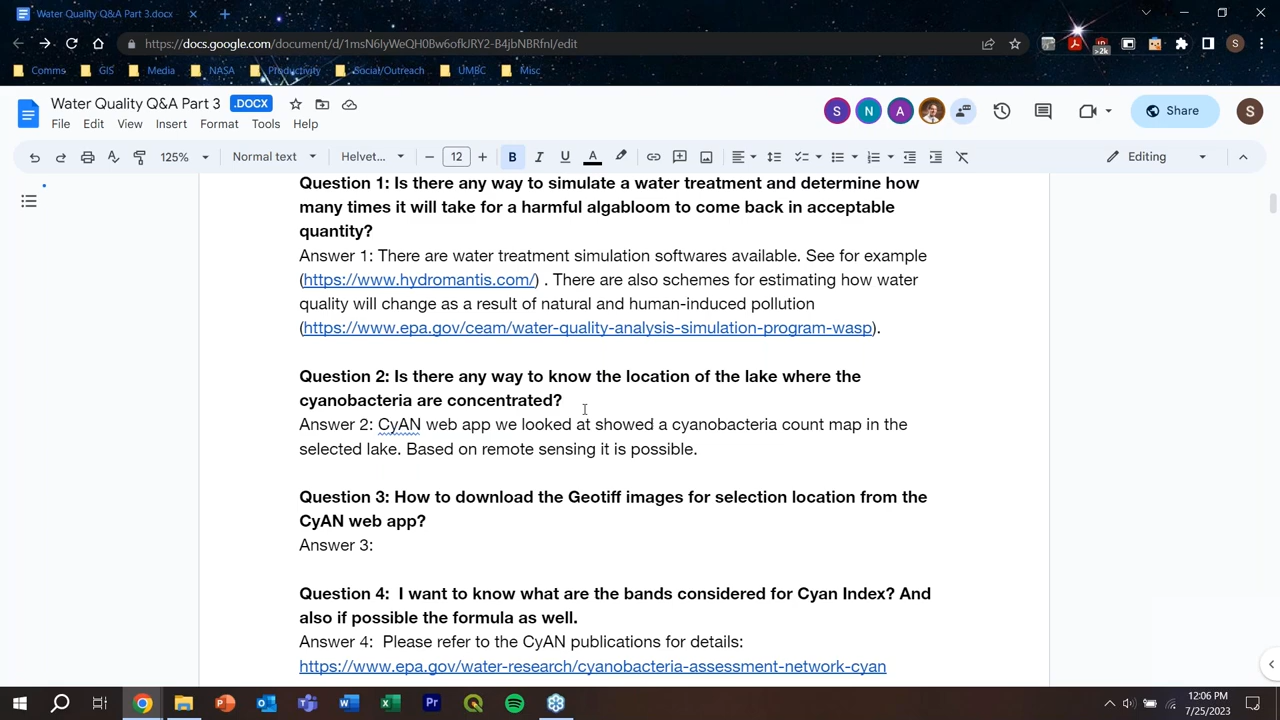 Water Quality Q&A Part 3.docx
https://docs.google.com/document/d/1msN6lyWeQH0Bw6ofkJRY2-B4jbNBRfnI/edit
>2k
S
Comms GIS Media NASA Productivity Social/Outreach UMBC Misc
Water Quality Q&A Part 3 .DOCX
S N A Share S
File Edit View Insert Format Tools Help
125% Normal text Helvet... 12 B I U A Editing
Question 1: Is there any way to simulate a water treatment and determine how
many times it will take for a harmful algabloom to come back in acceptable
quantity?
Answer 1: There are water treatment simulation softwares available. See for example
(https://www.hydromantis.com/) . There are also schemes for estimating how water
quality will change as a result of natural and human-induced pollution
(https://www.epa.gov/ceam/water-quality-analysis-simulation-program-wasp).
Question 2: Is there any way to know the location of the lake where the
cyanobacteria are concentrated?
Answer 2: CyAN web app we looked at showed a cyanobacteria count map in the
selected lake. Based on remote sensing it is possible.
Question 3: How to download the Geotiff images for selection location from the
CyAN web app?
Answer 3:
Question 4:  I want to know what are the bands considered for Cyan Index? And
also if possible the formula as well.
Answer 4:  Please refer to the CyAN publications for details:
https://www.epa.gov/water-research/cyanobacteria-assessment-network-cyan
12:06 PM
7/25/2023